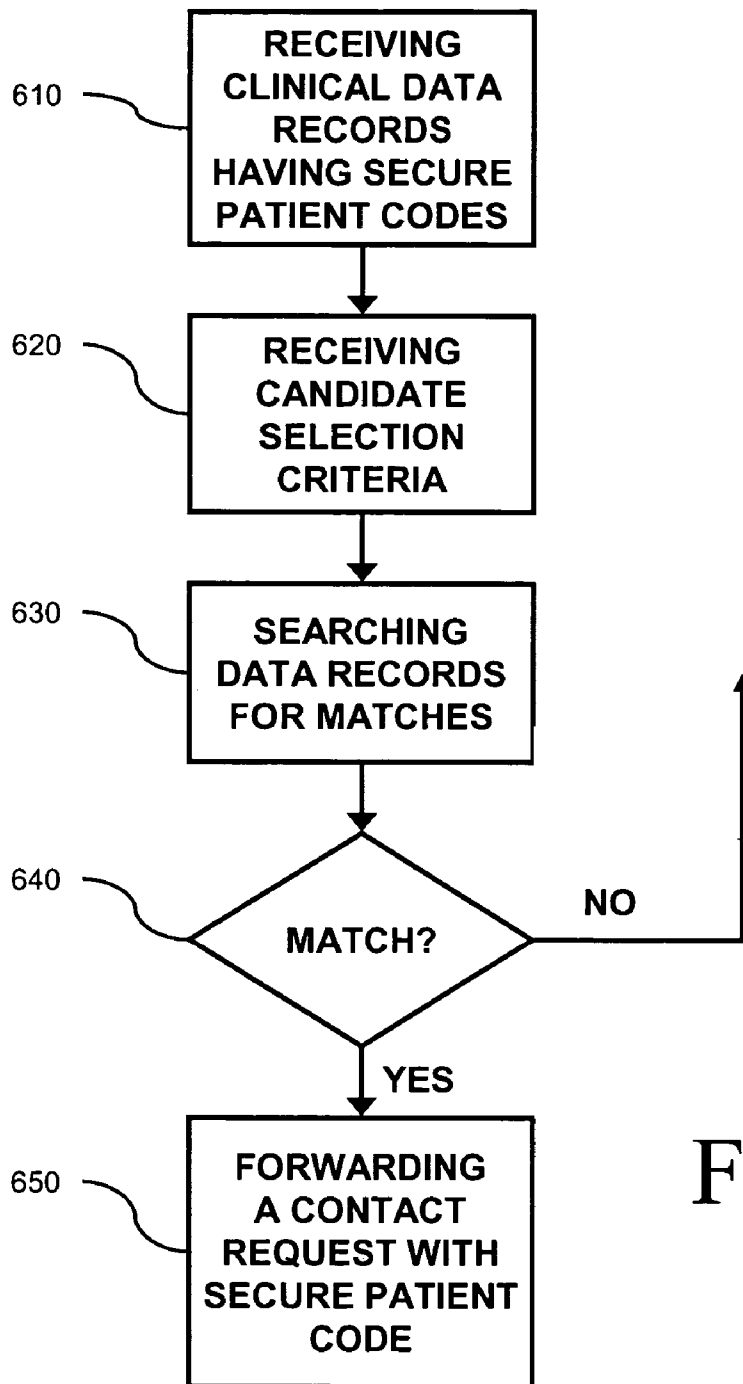 610
RECEIVING
CLINICAL DATA
RECORDS
HAVING SECURE
PATIENT CODES
620
RECEIVING
CANDIDATE
SELECTION
CRITERIA
630
SEARCHING
DATA RECORDS
FOR MATCHES
640
MATCH?
NO
YES
F
650
FORWARDING
A CONTACT
REQUEST WITH
SECURE PATIENT
CODE